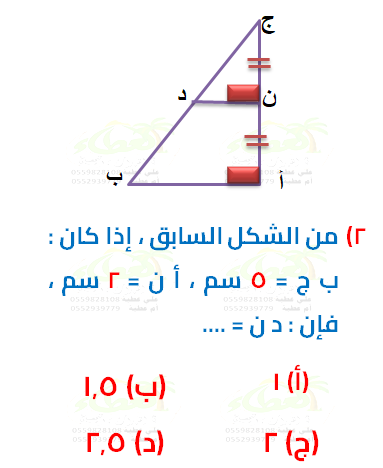 ج
د
ن
ب
أ
٢) من الشكل السابق ، إذا كان :
ب ج = ٥ سم ، أ ن = ٢ سم ،
فإن : د ن = ....
(أ) ١
(ب) ١,٥
(ج) ٢
(د) ٢,٥